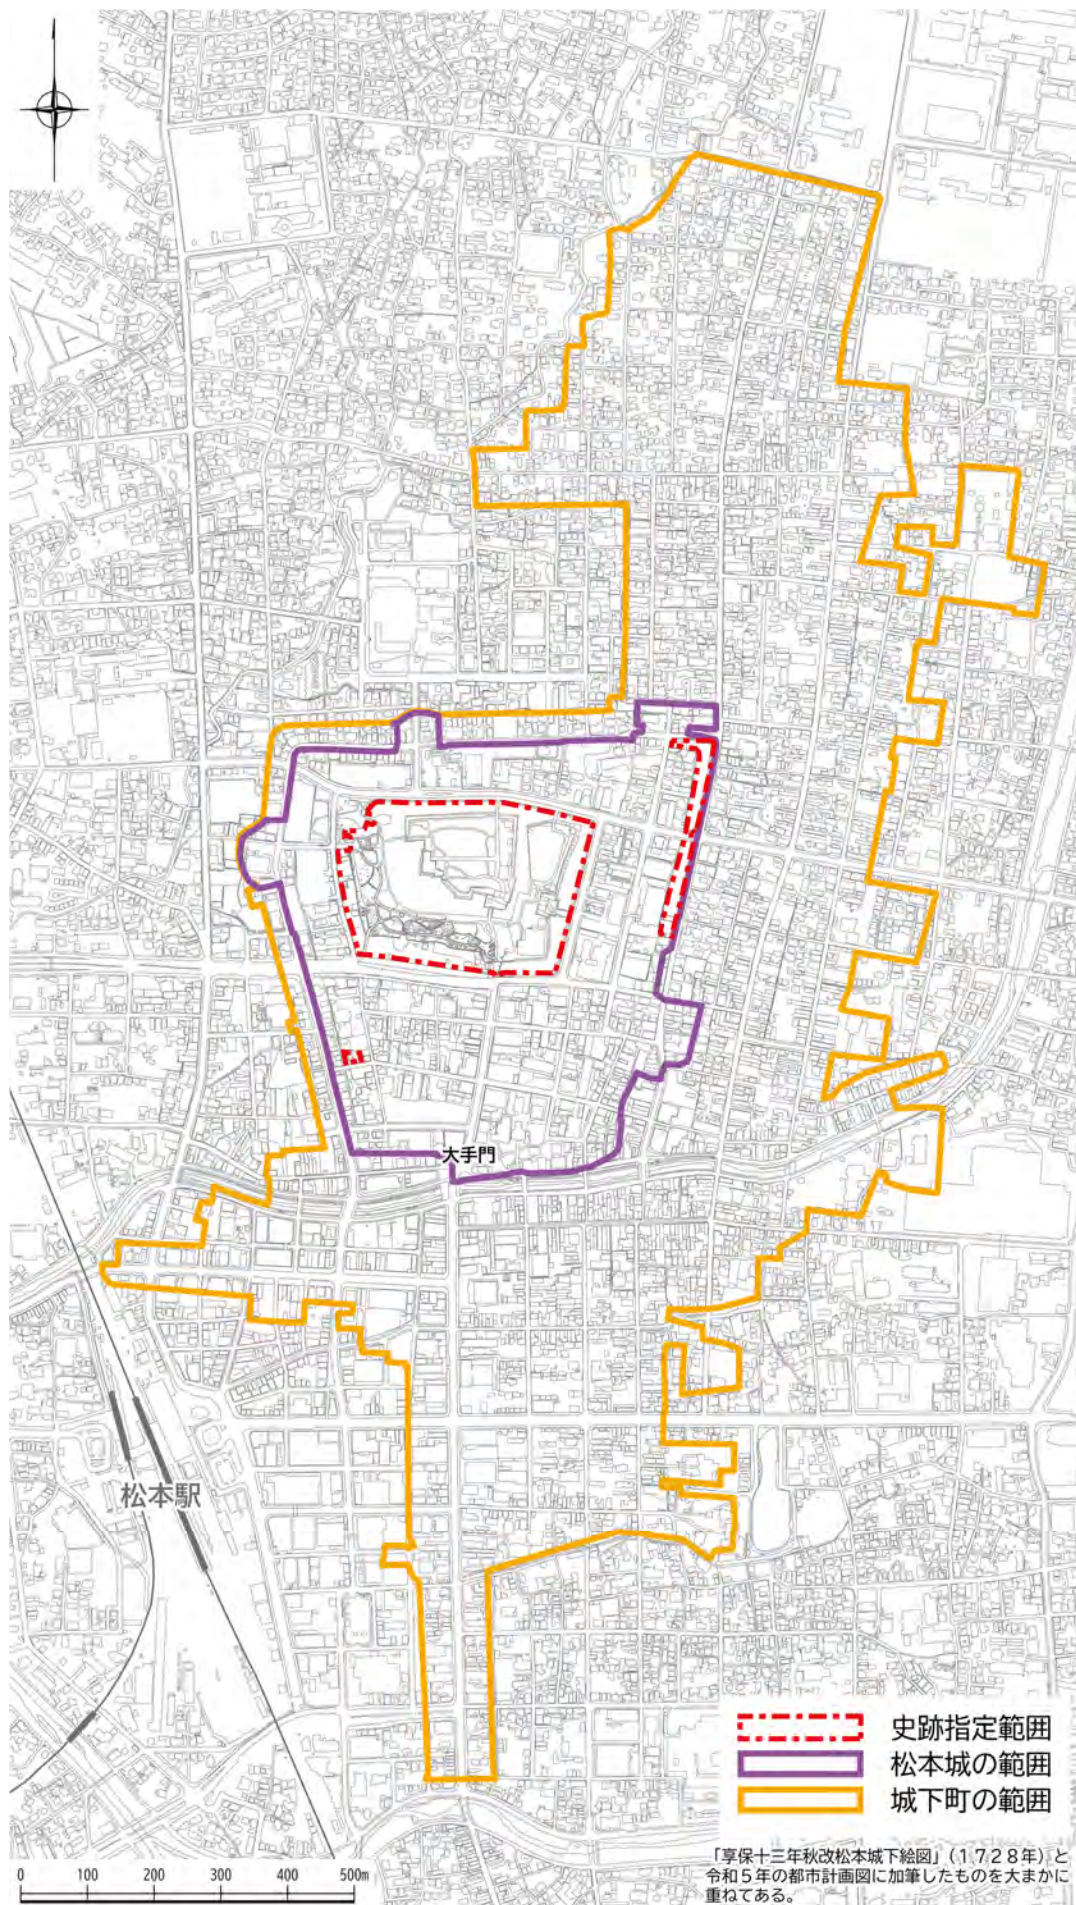 大手門
松本駅
史跡指定範囲
松本城の範囲
城下町の範囲
「享保十三年秋改松本城下絵図」(1728年)と
令和5年の都市計画図に加筆したものを大まかに
重ねてある。
0 100 200 300 400 500m